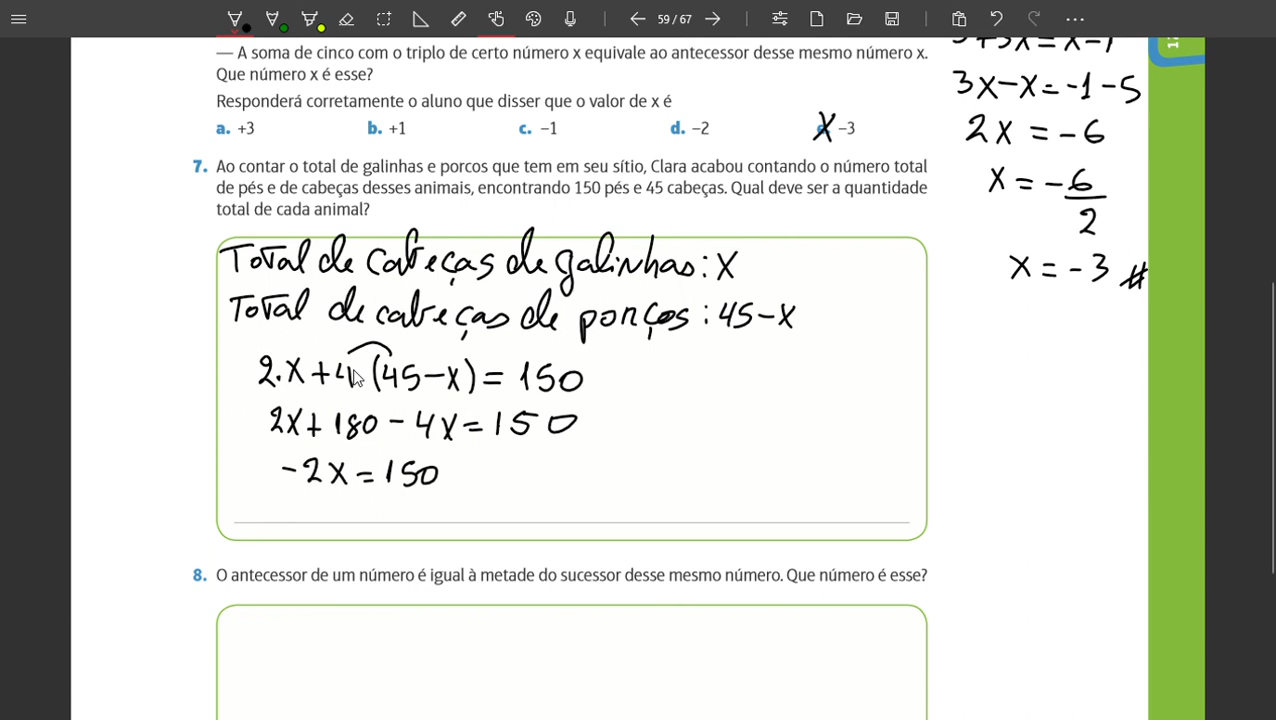 59 / 67
— A soma de cinco com o triplo de certo número x equivale ao antecessor desse mesmo número x.
Que número x é esse?
Responderá corretamente o aluno que disser que o valor de x é
a. +3 b. +1 c. −1 d. −2 X −3
7. Ao contar o total de galinhas e porcos que tem em seu sítio, Clara acabou contando o número total
de pés e de cabeças desses animais, encontrando 150 pés e 45 cabeças. Qual deve ser a quantidade
total de cada animal?
Total de cabeças de galinhas: X
Total de cabeças de porços: 45-X
2.X+4(45-X)=150
2X+180-4X=150
-2X=150
8. O antecessor de um número é igual à metade do sucessor desse mesmo número. Que número é esse?
5+3X=X-1
3X-X=-1-5
2X=-6
X=-6
2
X=-3 #